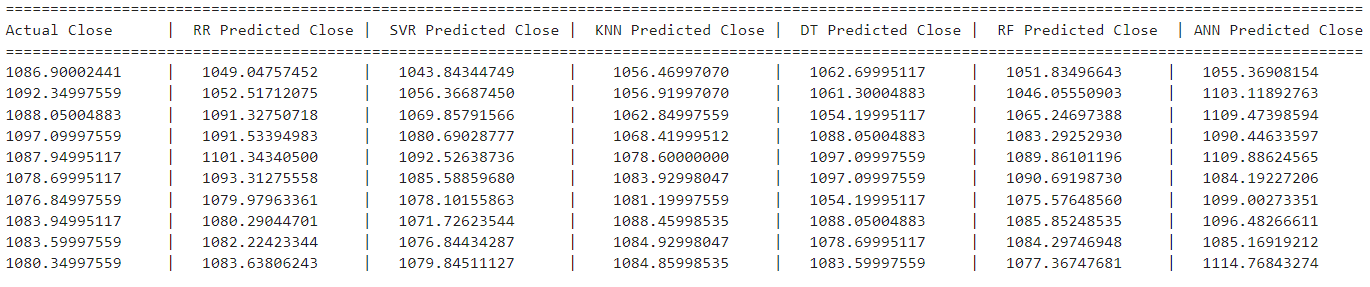 ================================================================================================================================================================
Actual Close | RR Predicted Close | SVR Predicted Close | KNN Predicted Close | DT Predicted Close | RF Predicted Close | ANN Predicted Close
================================================================================================================================================================
1086.90002441 | 1049.04757452 | 1043.84344749 | 1056.46997070 | 1062.69995117 | 1051.83496643 | 1055.36908154
1092.34997559 | 1052.51712075 | 1056.36687450 | 1056.91997070 | 1061.30004883 | 1046.05550903 | 1103.11892763
1088.05004883 | 1091.32750718 | 1069.85791566 | 1062.84997559 | 1054.19995117 | 1065.24697388 | 1109.47398594
1097.09997559 | 1091.53394983 | 1080.69028777 | 1068.41999512 | 1088.05004883 | 1083.29252930 | 1090.44633597
1087.94995117 | 1101.34340500 | 1092.52638736 | 1078.60000000 | 1097.09997559 | 1089.86101196 | 1109.88624565
1078.69995117 | 1093.31275558 | 1085.58859680 | 1083.92998047 | 1097.09997559 | 1090.69198730 | 1084.19227206
1076.84997559 | 1079.97963361 | 1078.10155863 | 1081.19997559 | 1054.19995117 | 1075.57648560 | 1099.00273351
1083.94995117 | 1080.29044701 | 1071.72623544 | 1088.45998535 | 1088.05004883 | 1085.85248535 | 1096.48266611
1083.59997559 | 1082.22423344 | 1076.84434287 | 1084.92998047 | 1078.69995117 | 1084.29746948 | 1085.16919212
1080.34997559 | 1083.63806243 | 1079.84511127 | 1084.85998535 | 1083.59997559 | 1077.36747681 | 1114.76843274